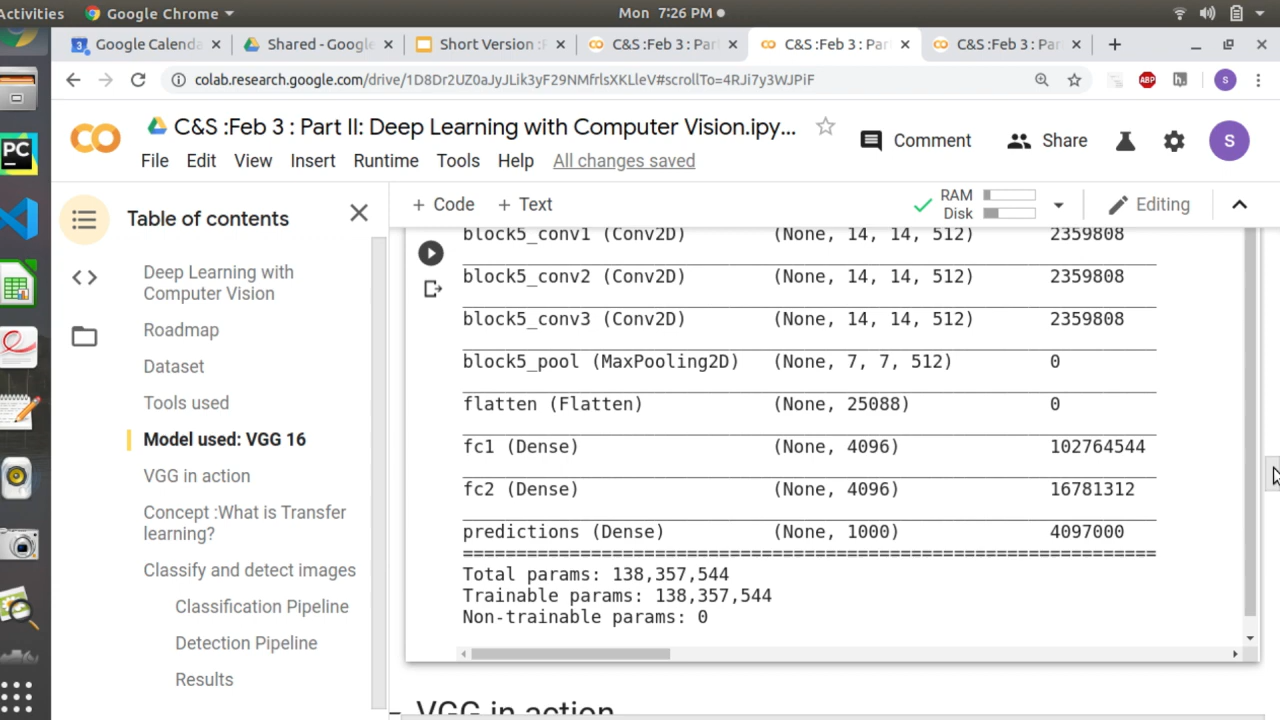 Activities
Google Chrome
Mon 7:26 PM
Google Calenda
Shared - Google
Short Version :
C&S :Feb 3 : Par
C&S :Feb 3 : Par
C&S :Feb 3 : Par
colab.research.google.com/drive/1D8Dr2UZ0aJyJLik3yF29NMfrlsXKLleV#scrollTo=4RJi7y3WJPiF
ABP
S
C&S :Feb 3 : Part II: Deep Learning with Computer Vision.ipy...
Comment
Share
S
File Edit View Insert Runtime Tools Help All changes saved
PC
Table of contents
+ Code + Text
RAM
Disk
Editing
Deep Learning with
Computer Vision
Roadmap
Dataset
Tools used
Model used: VGG 16
VGG in action
Concept :What is Transfer
learning?
Classify and detect images
Classification Pipeline
Detection Pipeline
Results
block5_conv1 (Conv2D) (None, 14, 14, 512) 2359808
block5_conv2 (Conv2D) (None, 14, 14, 512) 2359808
block5_conv3 (Conv2D) (None, 14, 14, 512) 2359808
block5_pool (MaxPooling2D) (None, 7, 7, 512) 0
flatten (Flatten) (None, 25088) 0
fc1 (Dense) (None, 4096) 102764544
fc2 (Dense) (None, 4096) 16781312
predictions (Dense) (None, 1000) 4097000
Total params: 138,357,544
Trainable params: 138,357,544
Non-trainable params: 0
VGG in action